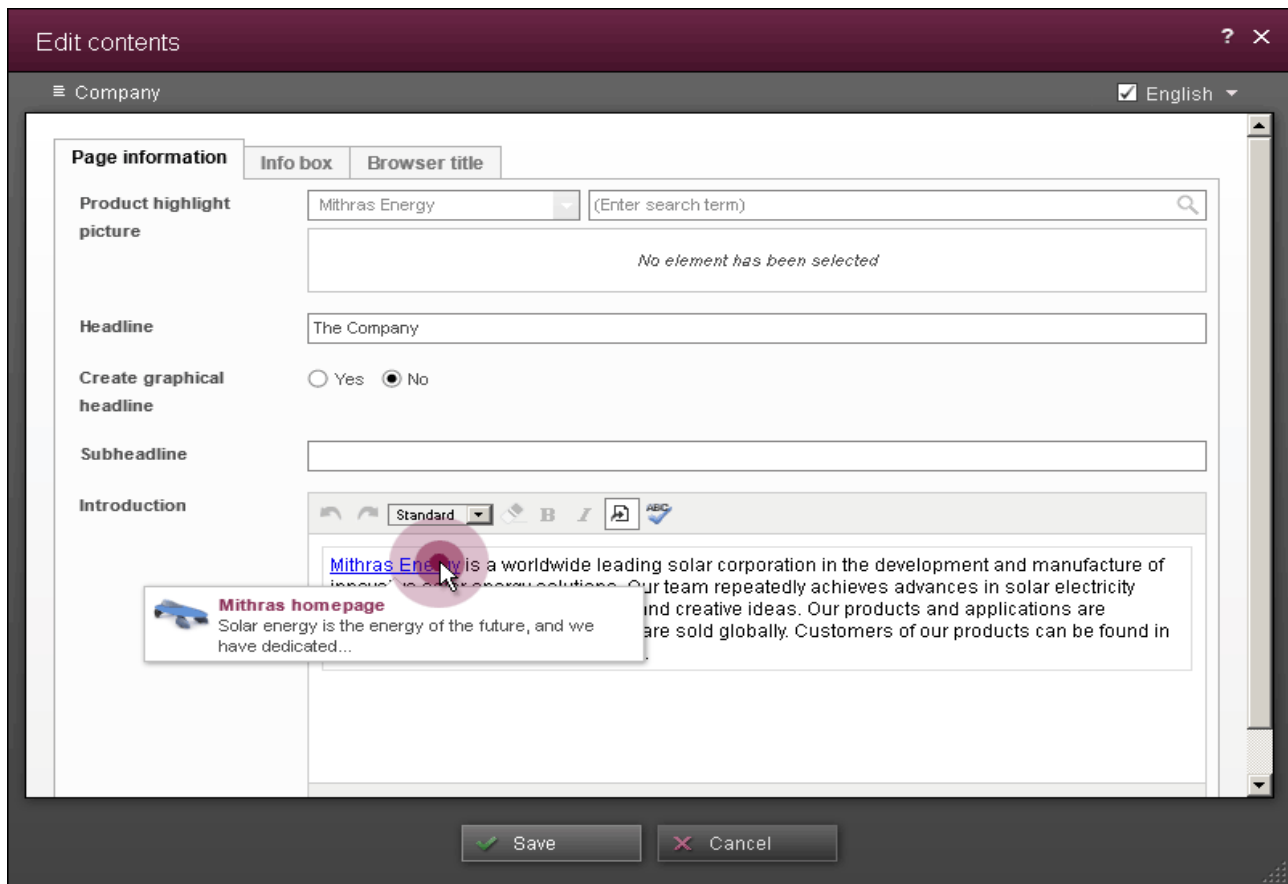 Edit contents
?
Company
English
Page information
Info box
Browser title
Product highlight
picture
Mithras Energy
(Enter search term)
No element has been selected
Headline
The Company
Create graphical
headline
Yes
No
Subheadline
Introduction
Standard
B
I
ABC
Mithras Energy is a worldwide leading solar corporation in the development and manufacture of
solar energy solutions. Our team repeatedly achieves advances in solar electricity
and creative ideas. Our products and applications are
are sold globally. Customers of our products can be found in
.
Mithras homepage
Solar energy is the energy of the future, and we
have dedicated...
Save
Cancel